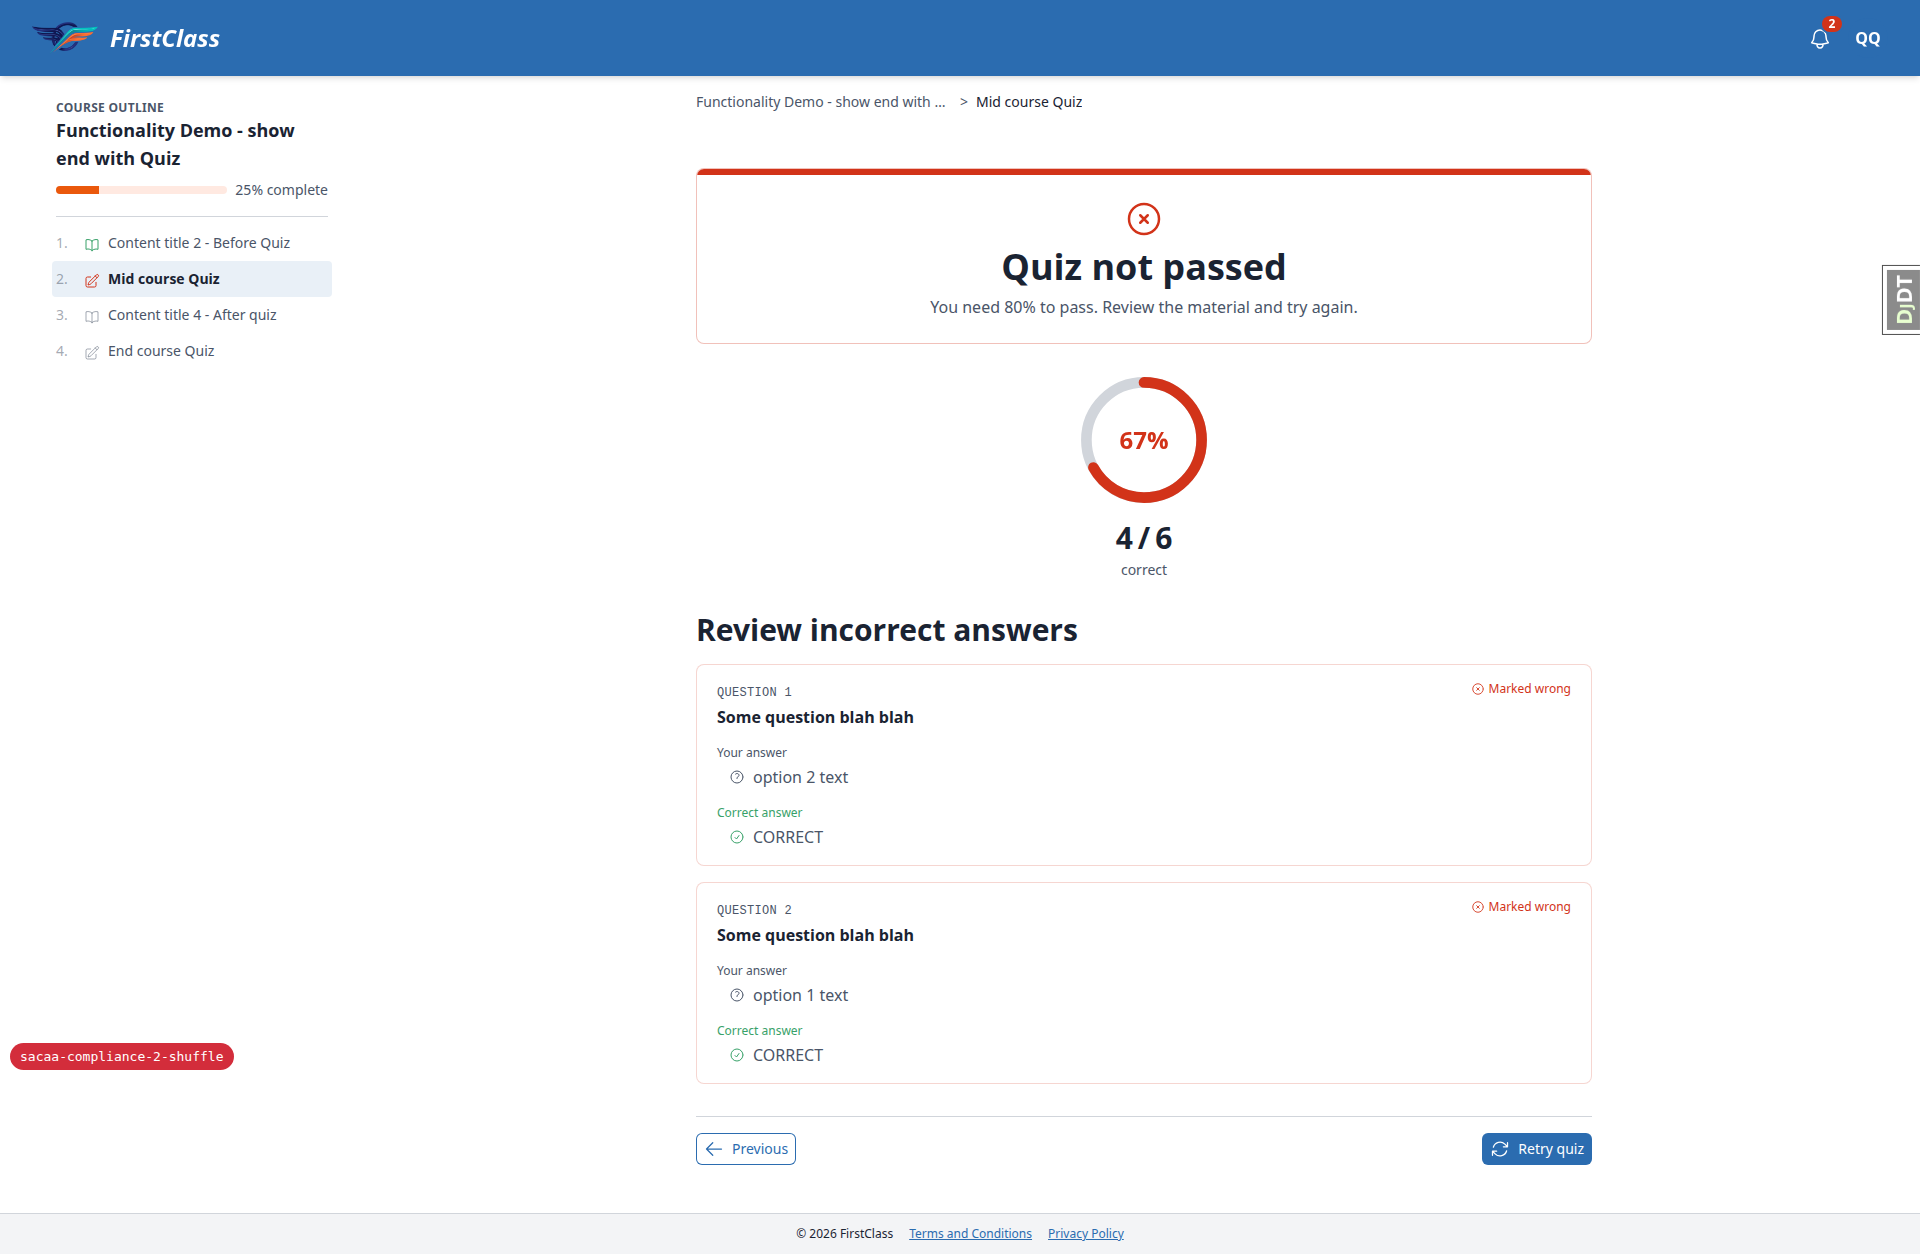 FirstClass
2
QQ
COURSE OUTLINE
Functionality Demo - show
end with Quiz
25% complete
1. Content title 2 - Before Quiz
2. Mid course Quiz
3. Content title 4 - After quiz
4. End course Quiz
Functionality Demo - show end with ... > Mid course Quiz
Quiz not passed
You need 80% to pass. Review the material and try again.
67%
4 / 6
correct
Review incorrect answers
QUESTION 1
Marked wrong
Some question blah blah
Your answer
option 2 text
Correct answer
CORRECT
QUESTION 2
Marked wrong
Some question blah blah
Your answer
option 1 text
Correct answer
CORRECT
Previous
Retry quiz
DJDT
sacaa-compliance-2-shuffle
© 2026 FirstClass Terms and Conditions Privacy Policy